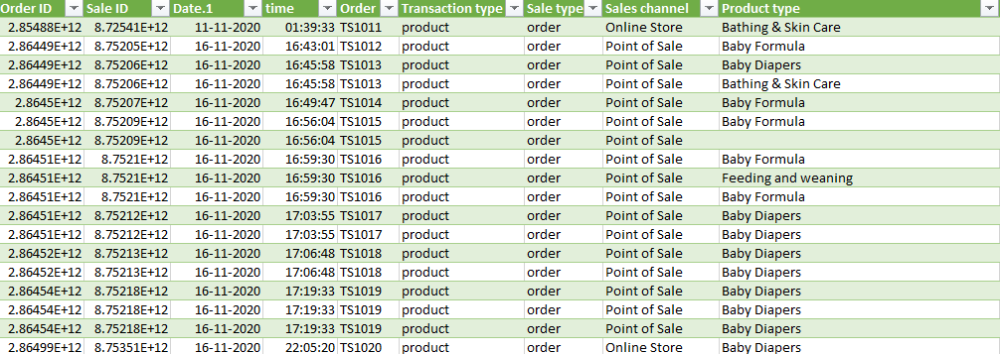 Order ID Sale ID Date.1 time Order Transaction type Sale type Sales channel Product type
2.85488E+12 8.72541E+12 11-11-2020 01:39:33 TS1011 product order Online Store Bathing & Skin Care
2.86449E+12 8.75205E+12 16-11-2020 16:43:01 TS1012 product order Point of Sale Baby Formula
2.86449E+12 8.75206E+12 16-11-2020 16:45:58 TS1013 product order Point of Sale Baby Diapers
2.86449E+12 8.75206E+12 16-11-2020 16:45:58 TS1013 product order Point of Sale Bathing & Skin Care
2.8645E+12 8.75207E+12 16-11-2020 16:49:47 TS1014 product order Point of Sale Baby Formula
2.8645E+12 8.75209E+12 16-11-2020 16:56:04 TS1015 product order Point of Sale Baby Formula
2.8645E+12 8.75209E+12 16-11-2020 16:56:04 TS1015 product order Point of Sale
2.86451E+12 8.7521E+12 16-11-2020 16:59:30 TS1016 product order Point of Sale Baby Formula
2.86451E+12 8.7521E+12 16-11-2020 16:59:30 TS1016 product order Point of Sale Feeding and weaning
2.86451E+12 8.7521E+12 16-11-2020 16:59:30 TS1016 product order Point of Sale Baby Formula
2.86451E+12 8.75212E+12 16-11-2020 17:03:55 TS1017 product order Point of Sale Baby Diapers
2.86451E+12 8.75212E+12 16-11-2020 17:03:55 TS1017 product order Point of Sale Baby Diapers
2.86452E+12 8.75213E+12 16-11-2020 17:06:48 TS1018 product order Point of Sale Baby Diapers
2.86452E+12 8.75213E+12 16-11-2020 17:06:48 TS1018 product order Point of Sale Baby Diapers
2.86454E+12 8.75218E+12 16-11-2020 17:19:33 TS1019 product order Point of Sale Baby Diapers
2.86454E+12 8.75218E+12 16-11-2020 17:19:33 TS1019 product order Point of Sale Baby Diapers
2.86454E+12 8.75218E+12 16-11-2020 17:19:33 TS1019 product order Point of Sale Baby Diapers
2.86499E+12 8.75351E+12 16-11-2020 22:05:20 TS1020 product order Online Store Baby Diapers